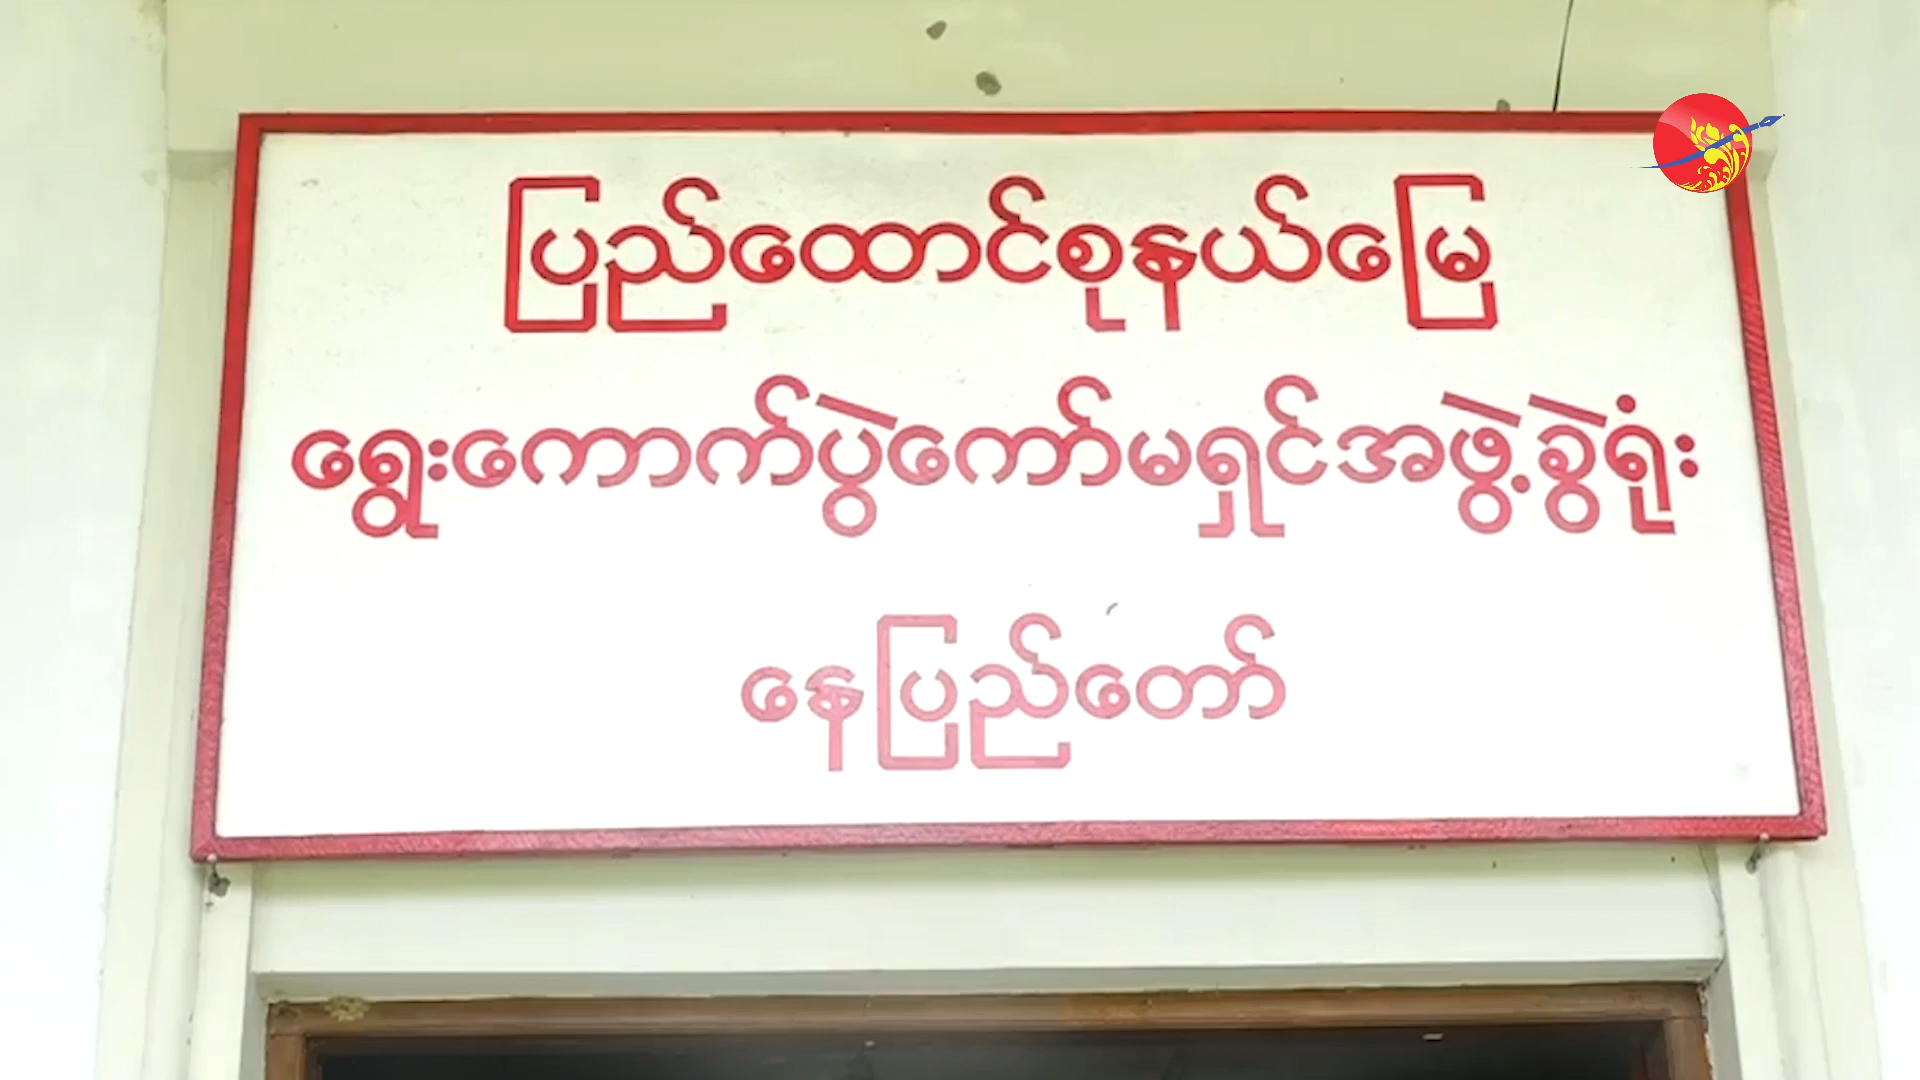 ပြည်ထောင်စုနယ်မြေ
ရွေးကောက်ပွဲကော်မရှင်အဖွဲ့ခွဲရုံး
နေပြည်တော်